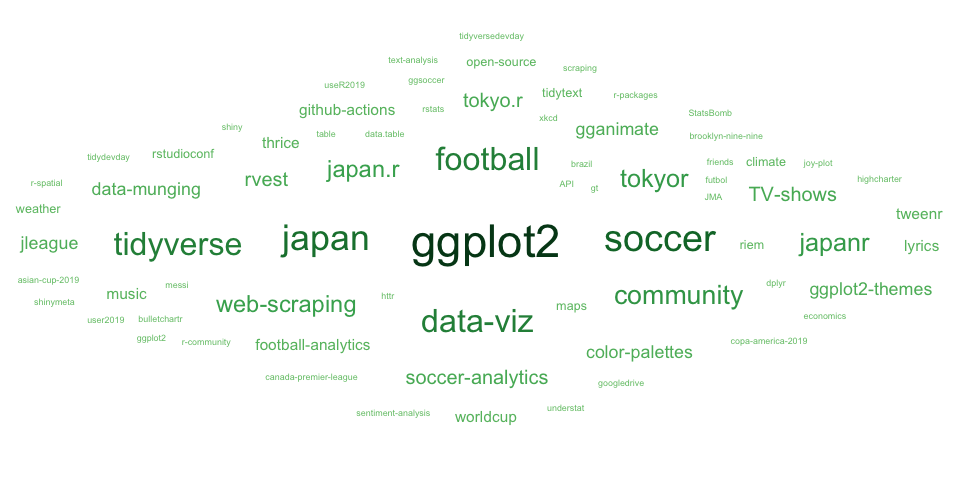 tidyversedevday
text-analysis
open-source
scraping
useR2019
ggsoccer
tidytext
r-packages
github-actions
rstats
tokyo.r
xkcd
StatsBomb
shiny
thrice
table
data.table
gganimate
brooklyn-nine-nine
tidydevday
rstudioconf
japan.r
football
brazil
friends
climate
joy-plot
r-spatial
data-munging
rvest
API
gt
tokyor
futbol
JMA
TV-shows
highcharter
weather
tweenr
jleague
tidyverse
japan
ggplot2
soccer
riem
japanr
lyrics
asian-cup-2019
shinymeta
music
messi
web-scraping
httr
maps
community
dplyr
ggplot2-themes
user2019
bulletchartr
data-viz
economics
ggplot2
r-community
football-analytics
color-palettes
copa-america-2019
canada-premier-league
soccer-analytics
googledrive
sentiment-analysis
worldcup
understat